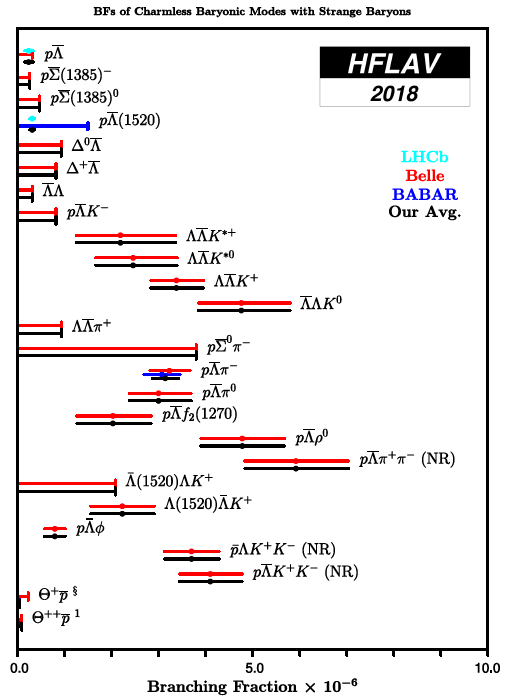 BFs of Charmless Baryonic Modes with Strange Baryons
HFLAV
2018
LHCb
Belle
BABAR
Our Avg.
pΛ̅
pΣ̅(1385)⁻
pΣ̅(1385)⁰
pΛ̅(1520)
Δ⁰Λ̅
Δ⁺Λ̅
Λ̅Λ
pΛ̅K⁻
ΛΛ̅K*⁺
ΛΛ̅K*⁰
ΛΛ̅K⁺
Λ̅ΛK⁰
ΛΛ̅π⁺
pΣ̅⁰π⁻
pΛ̅π⁻
pΛ̅π⁰
pΛ̅f₂(1270)
pΛ̅ρ⁰
pΛ̅π⁺π⁻ (NR)
Λ̄(1520)ΛK⁺
Λ(1520)Λ̄K⁺
pΛ̄φ
p̄ΛK⁺K⁻ (NR)
pΛ̅K⁺K⁻ (NR)
Θ⁺p̅ §
Θ⁺⁺p̅ ¹
0.0 5.0 10.0
Branching Fraction × 10⁻⁶